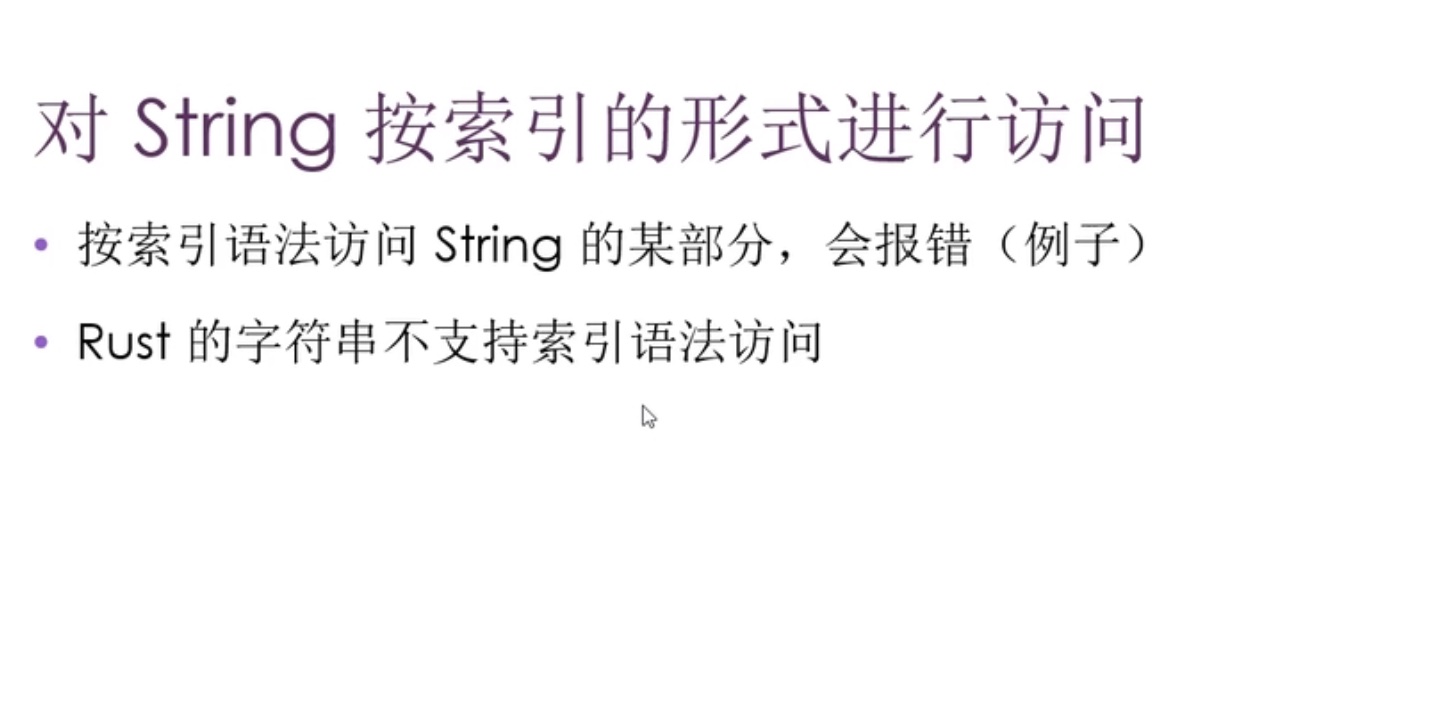 对 String 按索引的形式进行访问
• 按索引语法访问 String 的某部分，会报错（例子）
• Rust 的字符串不支持索引语法访问